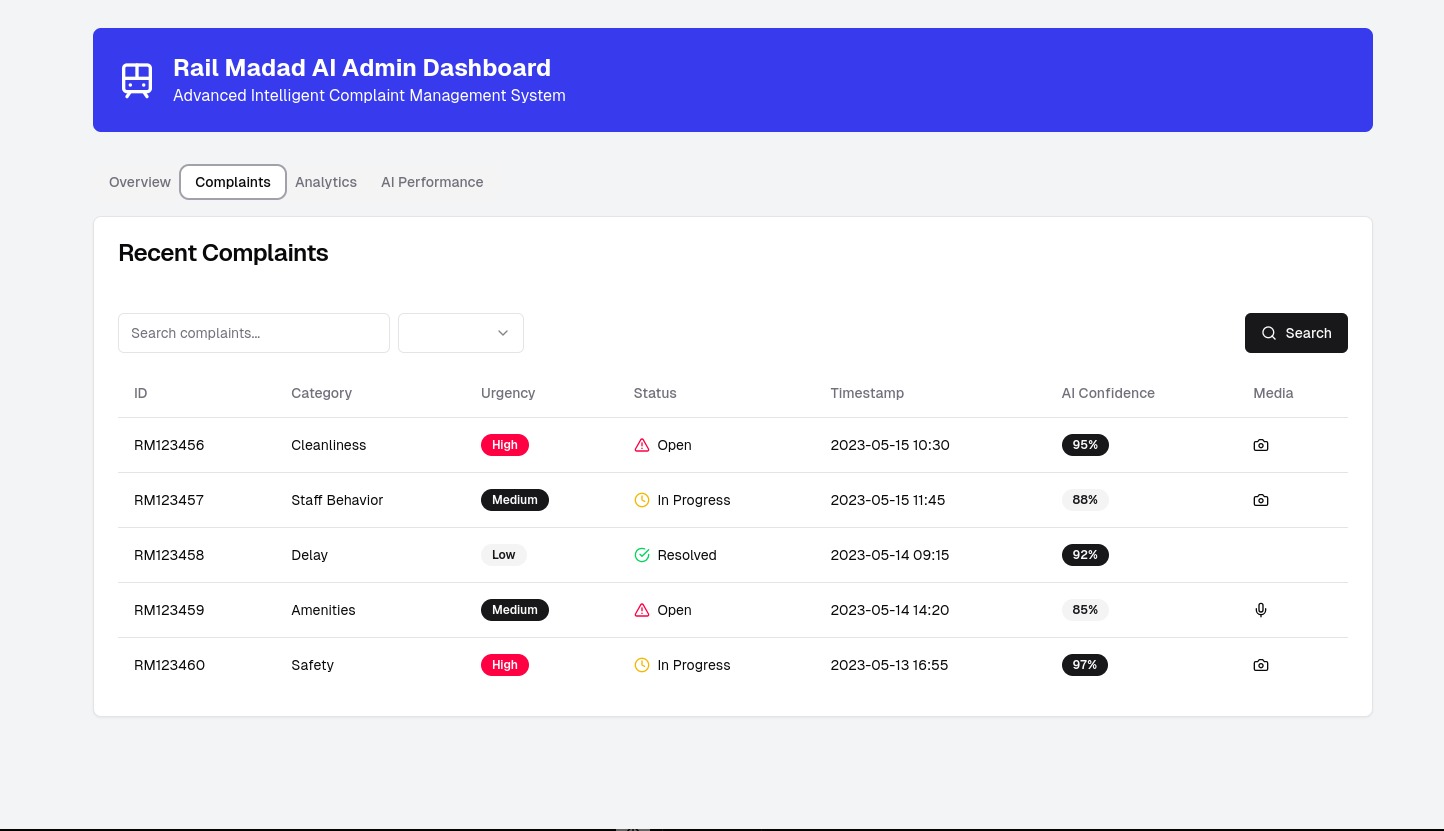 Rail Madad AI Admin Dashboard
Advanced Intelligent Complaint Management System
Overview Complaints Analytics AI Performance
Recent Complaints
Search complaints... Search
ID Category Urgency Status Timestamp AI Confidence Media
RM123456 Cleanliness High Open 2023-05-15 10:30 95%
RM123457 Staff Behavior Medium In Progress 2023-05-15 11:45 88%
RM123458 Delay Low Resolved 2023-05-14 09:15 92%
RM123459 Amenities Medium Open 2023-05-14 14:20 85%
RM123460 Safety High In Progress 2023-05-13 16:55 97%